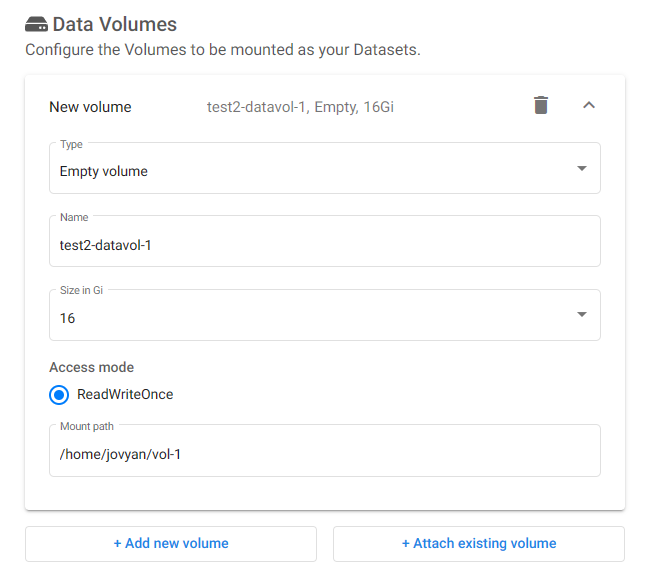 Data Volumes
Configure the Volumes to be mounted as your Datasets.
New volume test2-datavol-1, Empty, 16Gi
Type
Empty volume
Name
test2-datavol-1
Size in Gi
16
Access mode
ReadWriteOnce
Mount path
/home/jovyan/vol-1
+ Add new volume + Attach existing volume